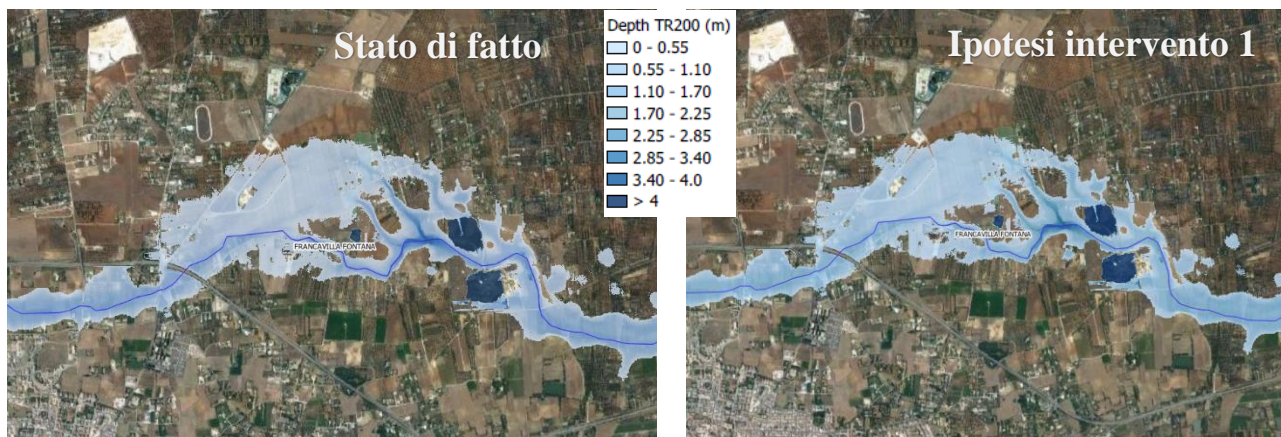 Stato di fatto
Depth TR200 (m)
0 - 0.55
0.55 - 1.10
1.10 - 1.70
1.70 - 2.25
2.25 - 2.85
2.85 - 3.40
3.40 - 4.0
> 4
Ipotesi intervento 1
FRANCAVILLA FONTANA
FRANCAVILLA FONTANA